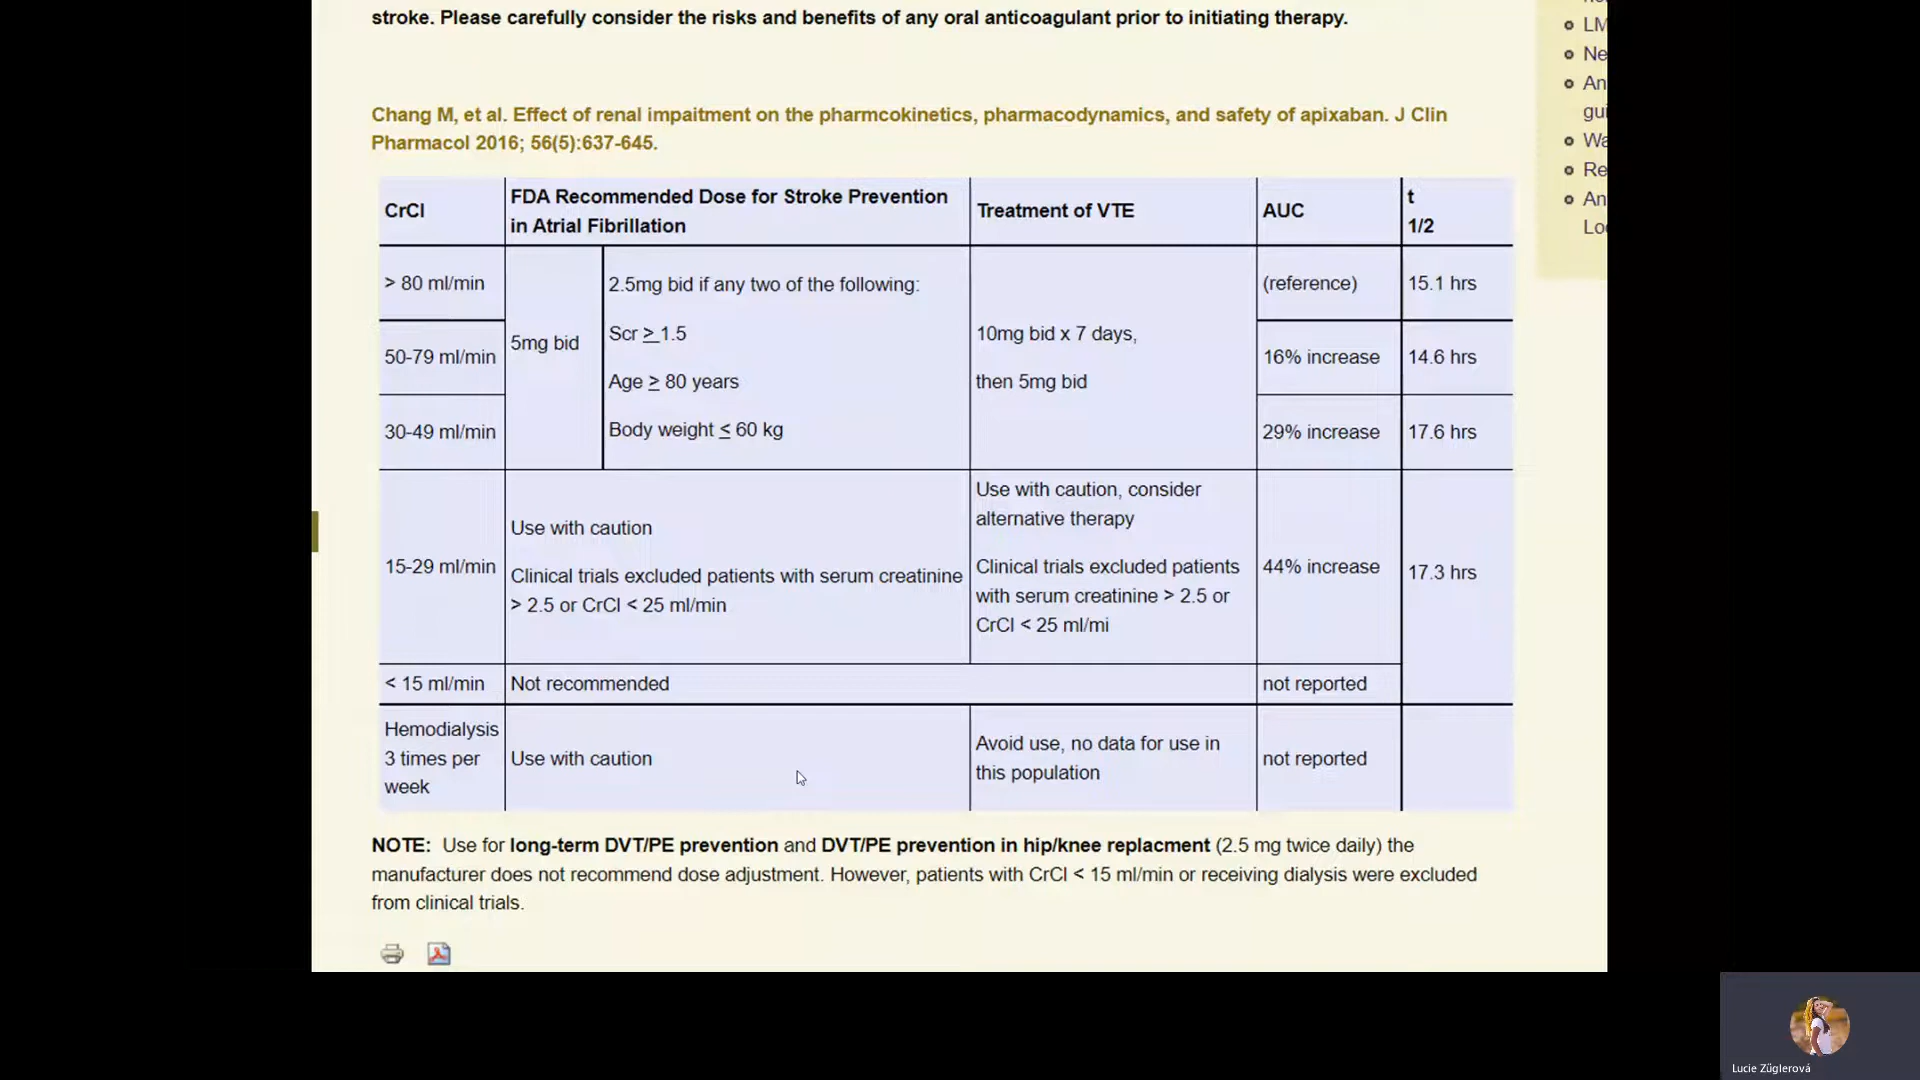 stroke. Please carefully consider the risks and benefits of any oral anticoagulant prior to initiating therapy.
Chang M, et al. Effect of renal impaitment on the pharmcokinetics, pharmacodynamics, and safety of apixaban. J Clin
Pharmacol 2016; 56(5):637-645.
CrCl
FDA Recommended Dose for Stroke Prevention
in Atrial Fibrillation
Treatment of VTE
AUC
t
1/2
> 80 ml/min
5mg bid
2.5mg bid if any two of the following:
Scr ≥ 1.5
Age ≥ 80 years
Body weight ≤ 60 kg
10mg bid x 7 days,
then 5mg bid
(reference)
15.1 hrs
50-79 ml/min
16% increase
14.6 hrs
30-49 ml/min
29% increase
17.6 hrs
15-29 ml/min
Use with caution
Clinical trials excluded patients with serum creatinine
> 2.5 or CrCl < 25 ml/min
Use with caution, consider
alternative therapy
Clinical trials excluded patients
with serum creatinine > 2.5 or
CrCl < 25 ml/mi
44% increase
17.3 hrs
< 15 ml/min
Not recommended
not reported
Hemodialysis
3 times per
week
Use with caution
Avoid use, no data for use in
this population
not reported
NOTE: Use for long-term DVT/PE prevention and DVT/PE prevention in hip/knee replacment (2.5 mg twice daily) the
manufacturer does not recommend dose adjustment. However, patients with CrCl < 15 ml/min or receiving dialysis were excluded
from clinical trials.
LM
Ne
An
gui
Wa
Re
An
Lo
Lucie Züglerová